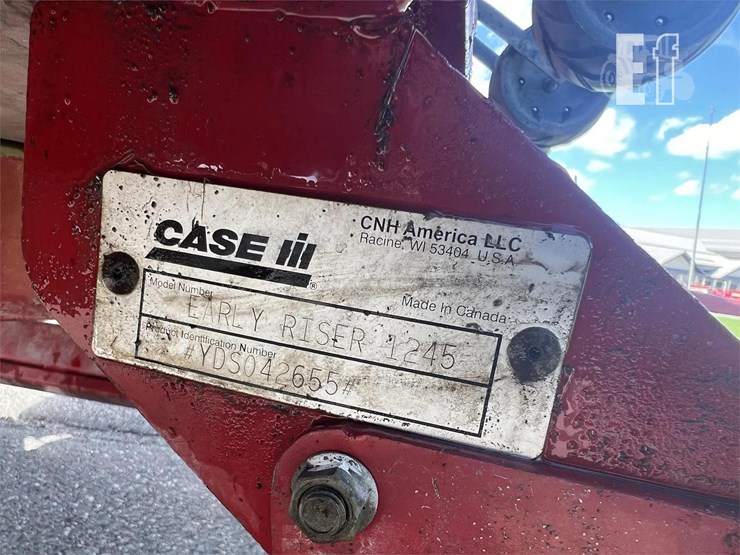 Ef
CASE IH
®
CNH America LLC
Racine, WI 53404 U.S.A.
Model Number
Made In Canada
EARLY RISER 1245
Product Identification Number
#YDS042655#